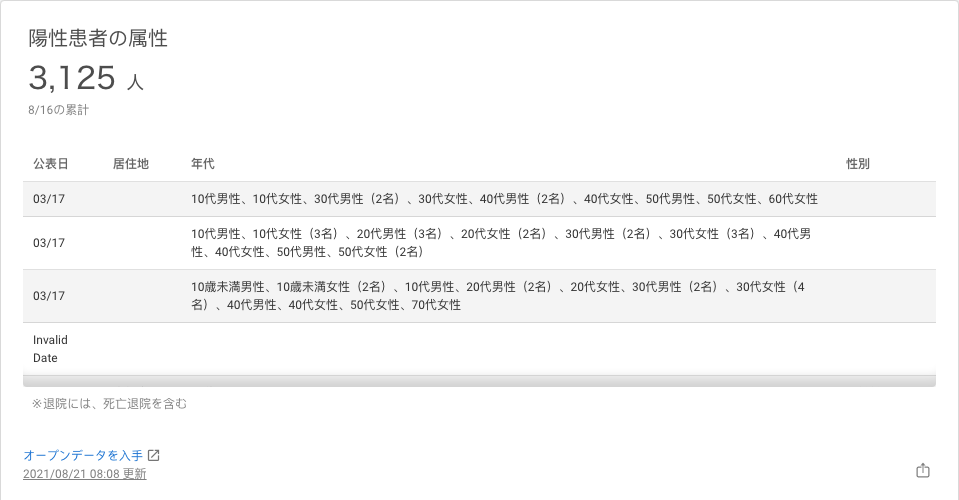 陽性患者の属性
3,125 人
8/16の累計
公表日 居住地 年代 性別
03/17 10代男性、10代女性、30代男性（2名）、30代女性、40代男性（2名）、40代女性、50代男性、50代女性、60代女性
10代男性、10代女性（3名）、20代男性（3名）、20代女性（2名）、30代男性（2名）、30代女性（3名）、40代男
03/17
性、40代女性、50代男性、50代女性（2名）
10歳未満男性、10歳未満女性（2名）、10代男性、20代男性（2名）、20代女性、30代男性（2名）、30代女性（4
03/17
名）、40代男性、40代女性、50代女性、70代女性
Invalid
Date
※退院には、死亡退院を含む
オープンデータを入手
2021/08/21 08:08 更新